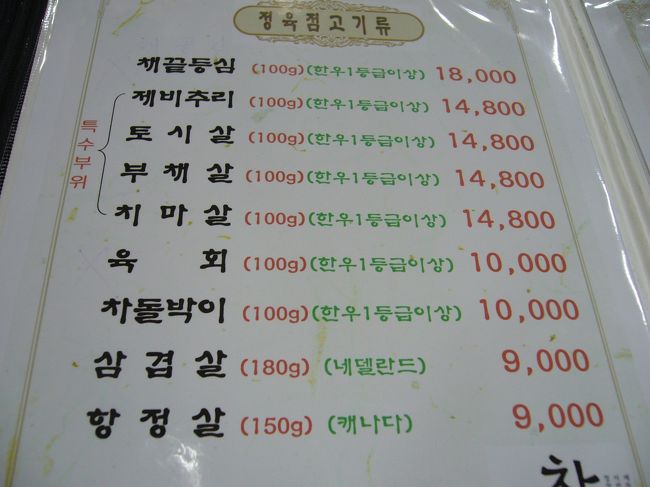 정육점고기류
채끝등심 (100g)(한우1등급이상) 18,000
특수부위
제비추리 (100g)(한우1등급이상) 14,800
토시살 (100g)(한우1등급이상) 14,800
부채살 (100g)(한우1등급이상) 14,800
치마살 (100g)(한우1등급이상) 14,800
육회 (100g)(한우1등급이상) 10,000
차돌박이 (100g)(한우1등급이상) 10,000
삼겹살 (180g) (네델란드) 9,000
항정살 (150g) (캐나다) 9,000